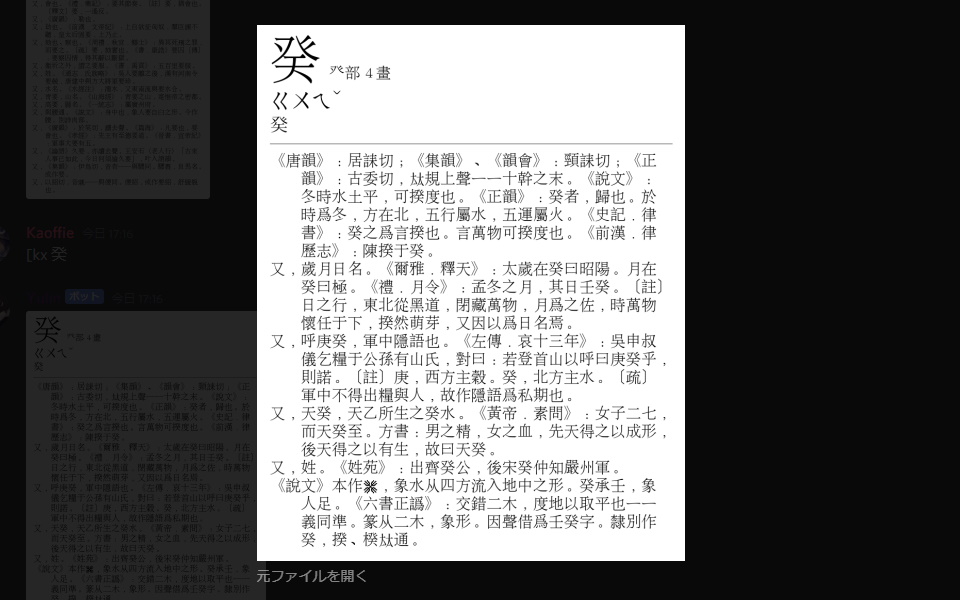 Kaoffie 今日 17:16
[kx 癸
ボット 今日 17:16
癸 癶部 4 畫
ㄍㄨㄟˇ
癸
《唐韻》：居誄切；《集韻》、《韻會》：頸誄切；《正
韻》：古委切，𠀤規上聲一一十幹之末。《說文》：
冬時水土平，可揆度也。《正韻》：癸者，歸也。於
時爲冬，方在北，五行屬水，五運屬火。《史記．律
書》：癸之爲言揆也。言萬物可揆度也。《前漢．律
歷志》：陳揆于癸。
又，歲月日名。《爾雅．釋天》：太歲在癸曰昭陽。月在
癸曰極。《禮．月令》：孟冬之月，其日壬癸。〔註〕
日之行，東北從黑道，閉藏萬物，月爲之佐，時萬物
懷任于下，揆然萌芽，又因以爲日名焉。
又，呼庚癸，軍中隱語也。《左傳．哀十三年》：吳申叔
儀乞糧于公孫有山氏，對曰：若登首山以呼曰庚癸乎，
則諾。〔註〕庚，西方主穀。癸，北方主水。〔疏〕
軍中不得出糧與人，故作隱語爲私期也。
又，天癸，天乙所生之癸水。《黃帝．素問》：女子二七，
而天癸至。方書：男之精，女之血，先天得之以成形，
後天得之以有生，故曰天癸。
又，姓。《姓苑》：出齊癸公，後宋癸仲知嚴州軍。
《說文》本作，象水从四方流入地中之形。癸承壬，象
人足。《六書正譌》：交錯二木，度地以取平也一一
義同準。篆从二木，象形。因聲借爲壬癸字。隸別作
癸，揆、楑𠀤通。
元ファイルを開く